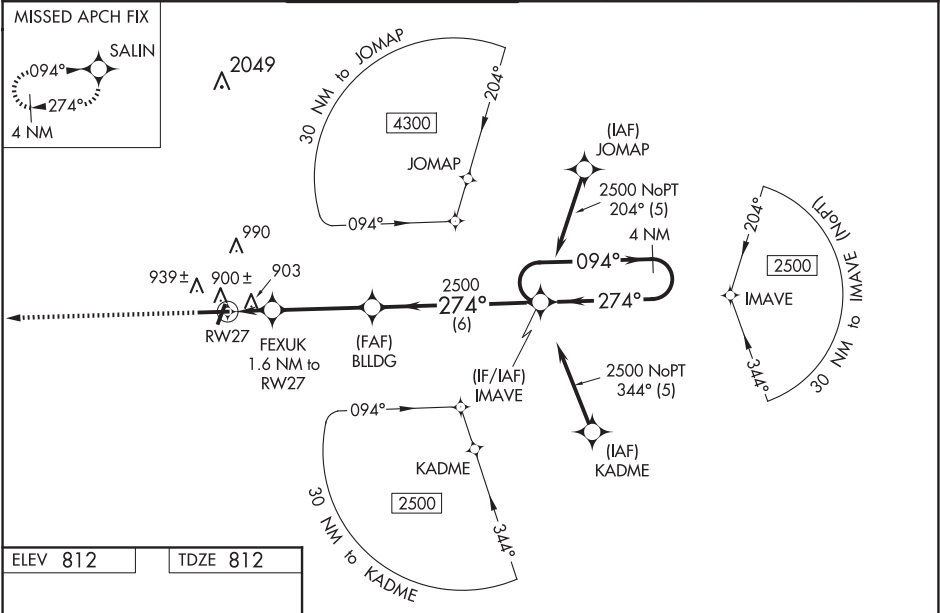 MISSED APCH FIX
SALIN
094°
274°
4 NM
2049
30 NM to JOMAP
204°
4300
JOMAP
094°
(IAF)
JOMAP
2500 NoPT
204° (5)
4 NM
094°
274°
204°
2500
IMAVE
344°
30 NM to IMAVE (NoPT)
990
939±
900±
903
2500
274°
(6)
RW27
FEXUK
1.6 NM to
RW27
(FAF)
BLLDG
(IF/IAF)
IMAVE
2500 NoPT
344° (5)
(IAF)
KADME
094°
KADME
2500
344°
30 NM to KADME
ELEV 812
TDZE 812